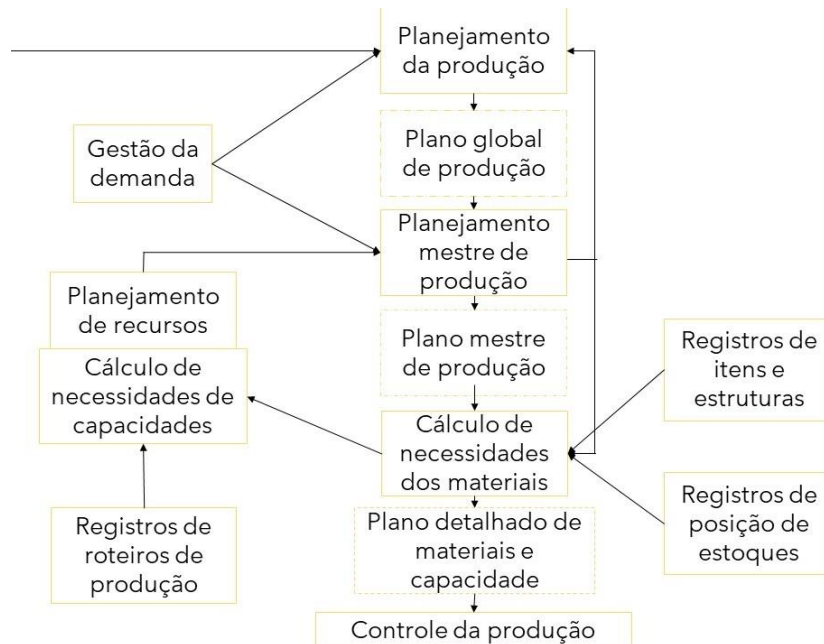 Planejamento
da produção
Plano global
de produção
Gestão da
demanda
Planejamento
mestre de
produção
Planejamento
de recursos
Plano mestre
de produção
Registros de
itens e
estruturas
Cálculo de
necessidades de
capacidades
Cálculo de
necessidades
dos materiais
Registros de
posição de
estoques
Registros de
roteiros de
produção
Plano detalhado de
materiais e
capacidade
Controle da produção